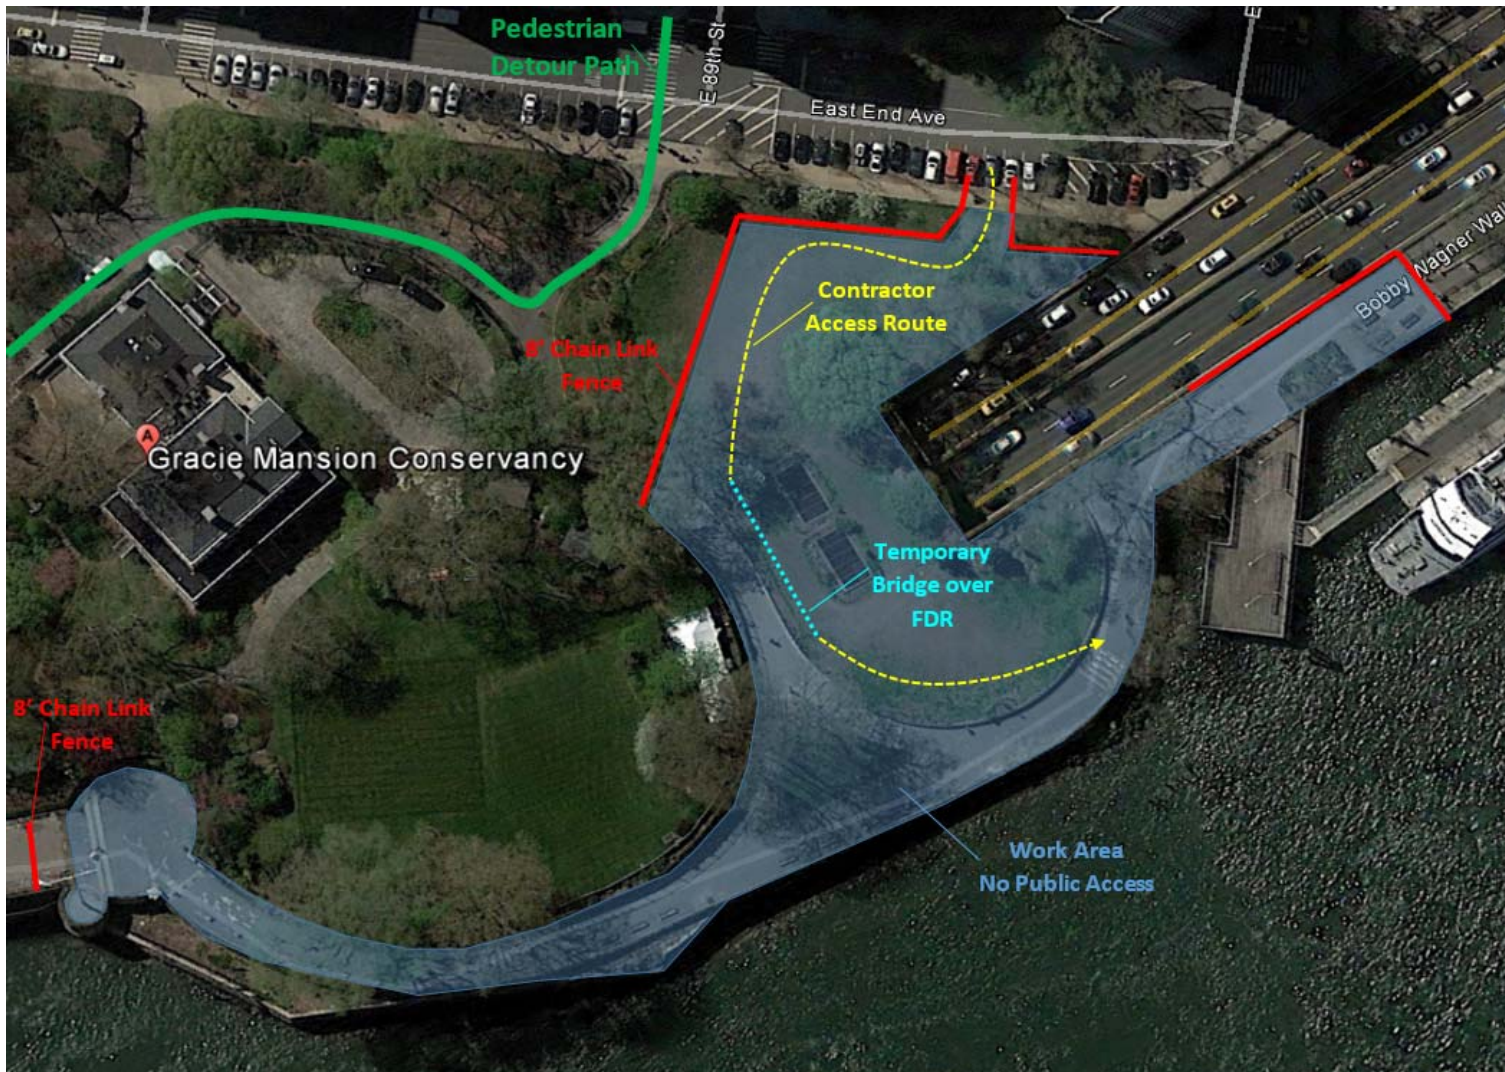 Pedestrian
Detour Path
E 89th St
East End Ave
E
Contractor
Access Route
Bobby Wagner Wal
8' Chain Link
Fence
A
Gracie Mansion Conservancy
Temporary
Bridge over
FDR
8' Chain Link
Fence
Work Area
No Public Access